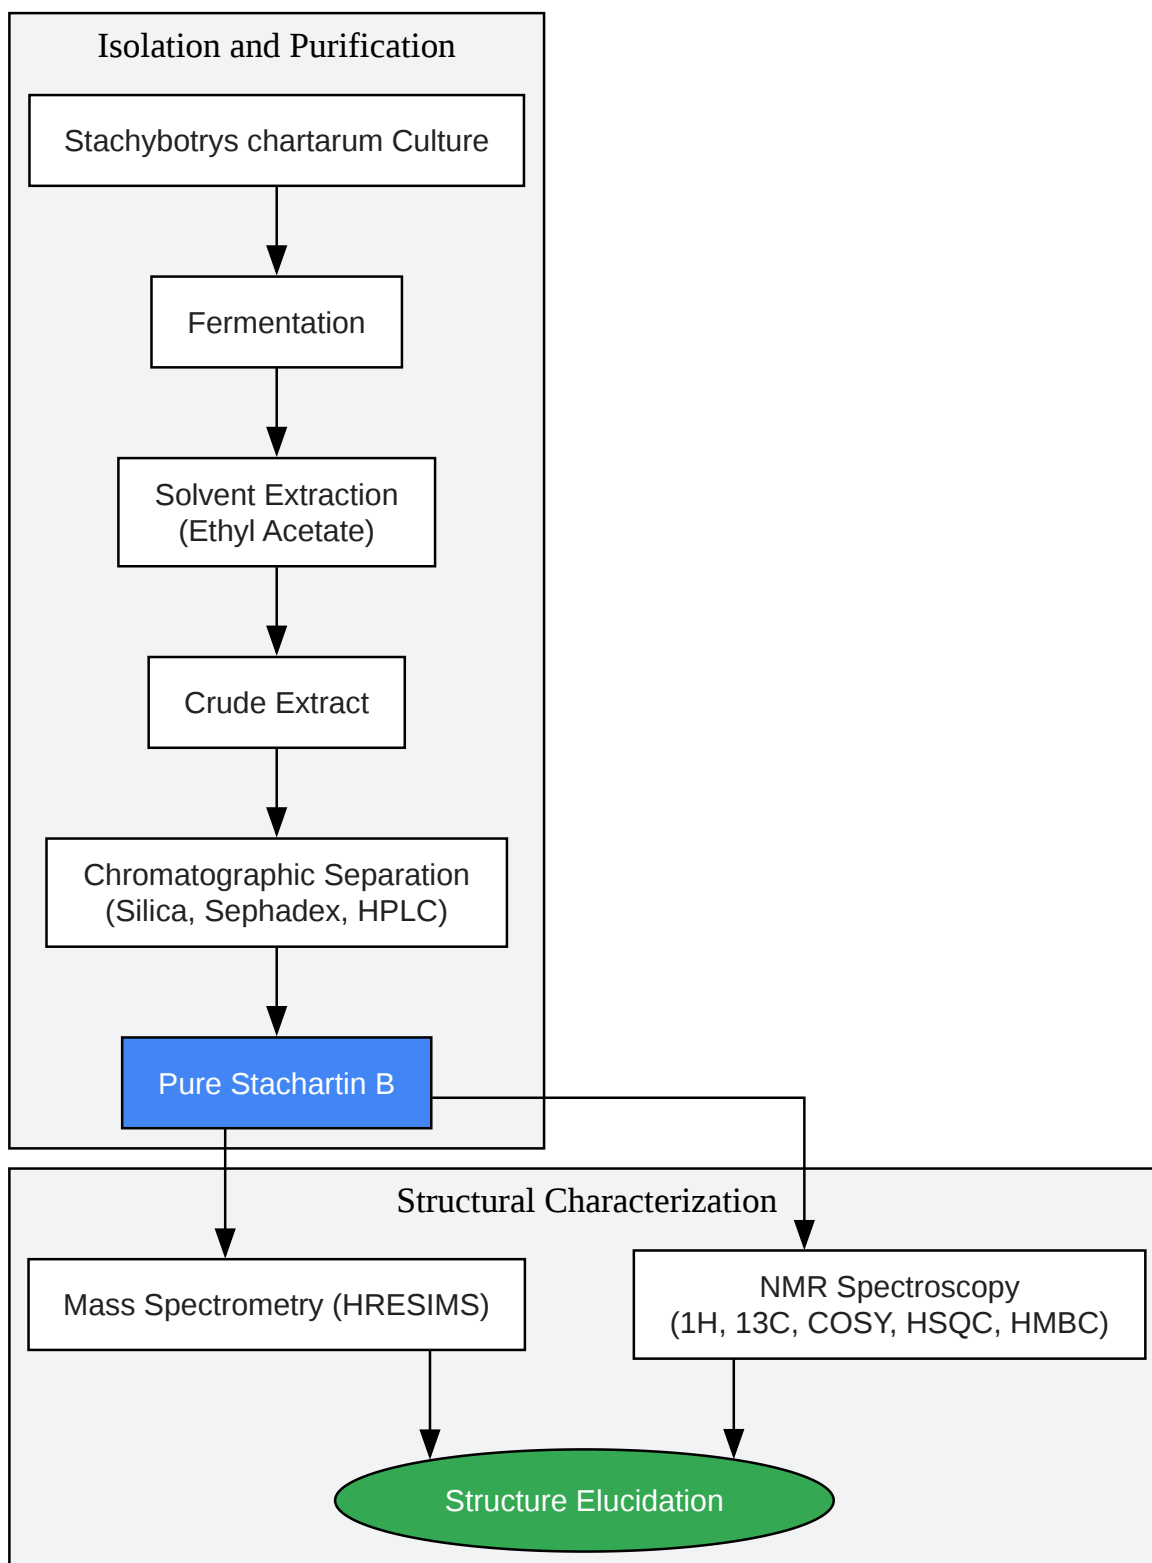 Isolation and Purification
Stachybotrys chartarum Culture
Fermentation
Solvent Extraction
(Ethyl Acetate)
Crude Extract
Chromatographic Separation
(Silica, Sephadex, HPLC)
Pure Stachartin B
Structural Characterization
Mass Spectrometry (HRESIMS)
NMR Spectroscopy
(1H, 13C, COSY, HSQC, HMBC)
Structure Elucidation